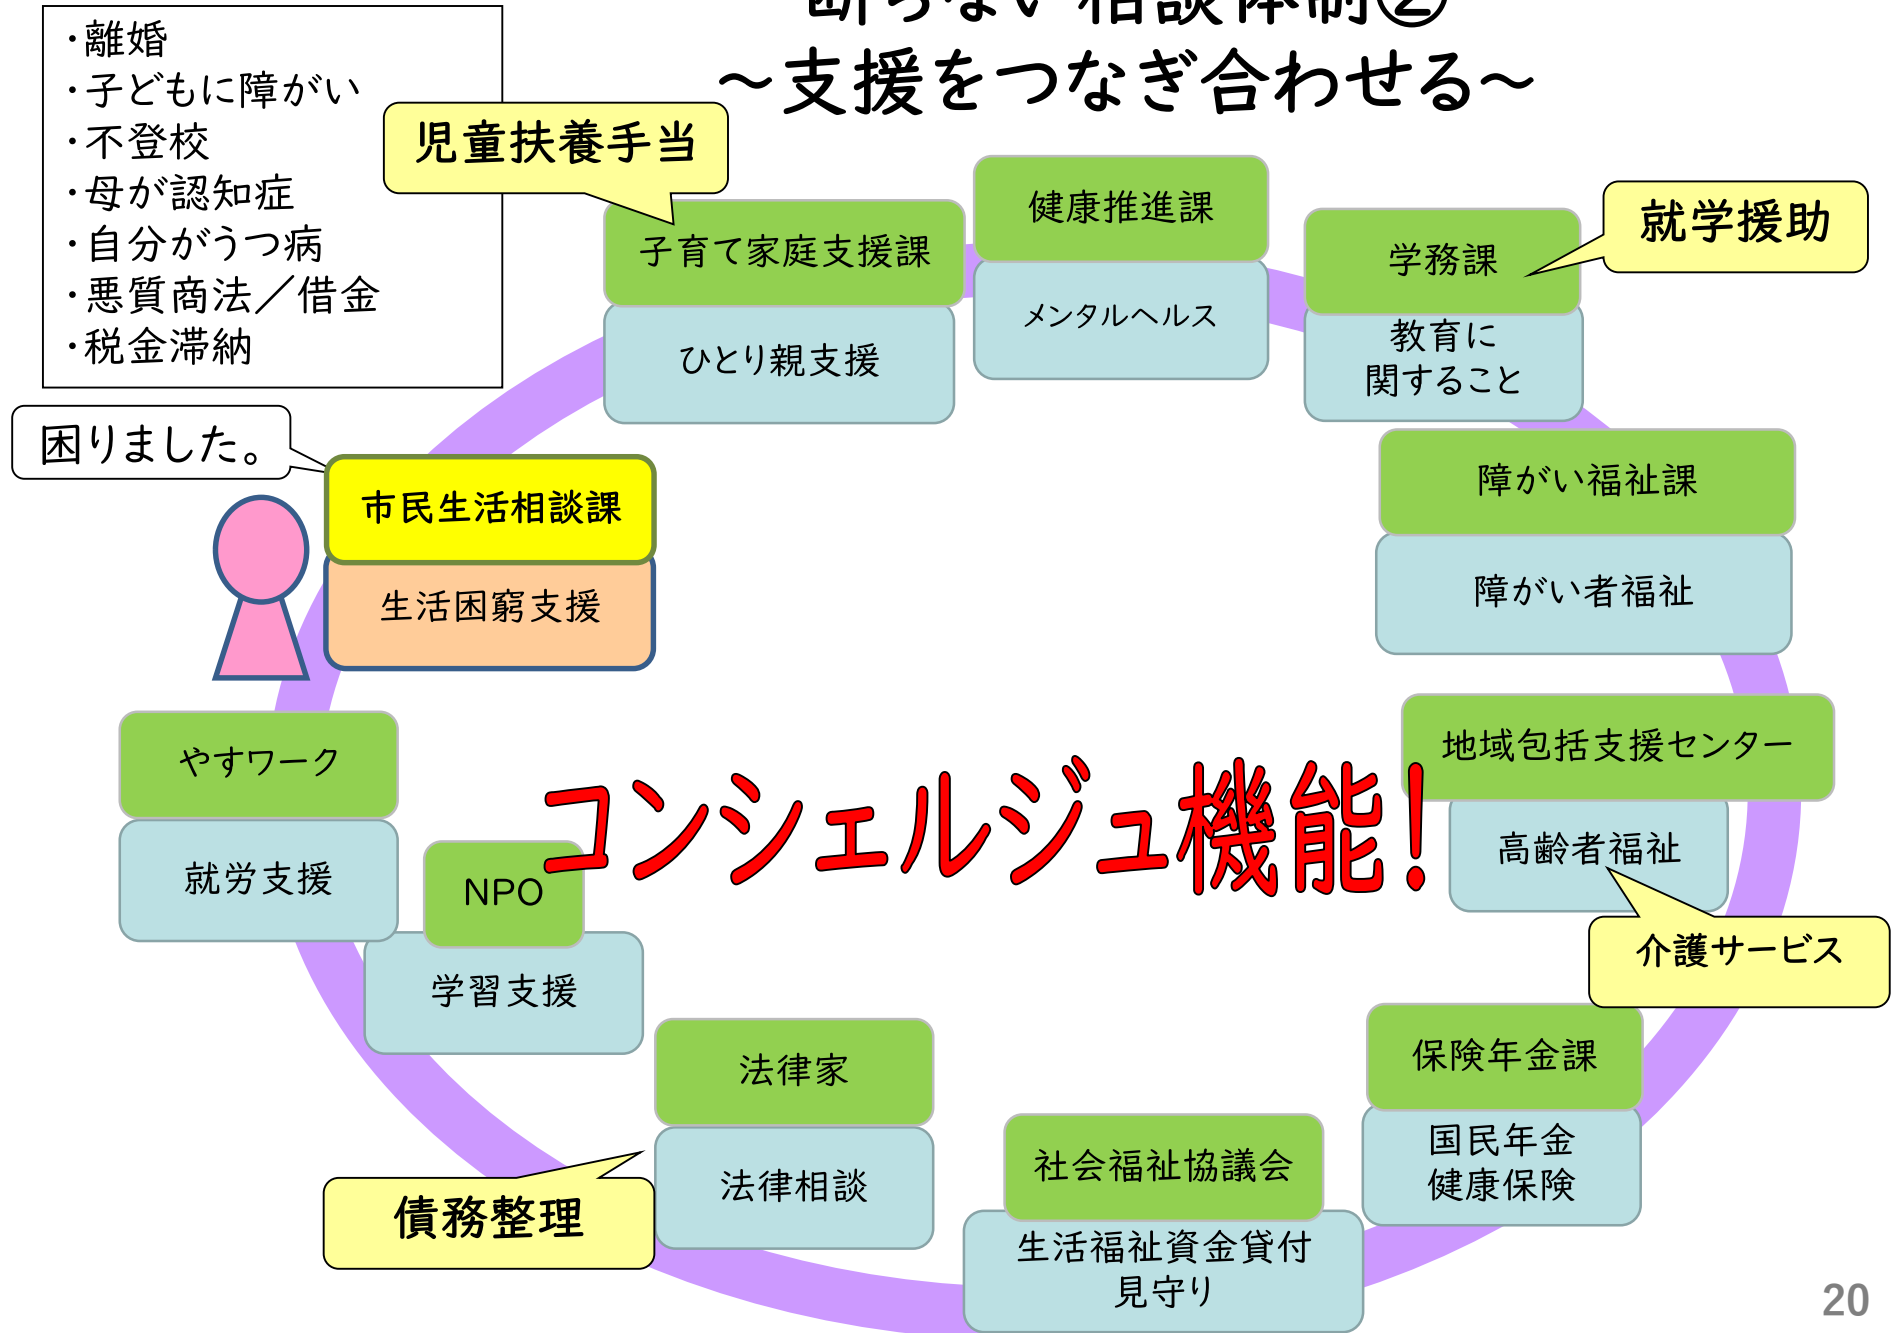 断らない相談体制②
～支援をつなぎ合わせる～
・離婚
・子どもに障がい
・不登校
・母が認知症
・自分がうつ病
・悪質商法／借金
・税金滞納
困りました。
市民生活相談課
生活困窮支援
児童扶養手当
子育て家庭支援課
ひとり親支援
健康推進課
メンタルヘルス
就学援助
学務課
教育に
関すること
障がい福祉課
障がい者福祉
地域包括支援センター
高齢者福祉
介護サービス
コンシェルジュ機能！
やすワーク
就労支援
NPO
学習支援
法律家
法律相談
債務整理
社会福祉協議会
生活福祉資金貸付
見守り
保険年金課
国民年金
健康保険
20